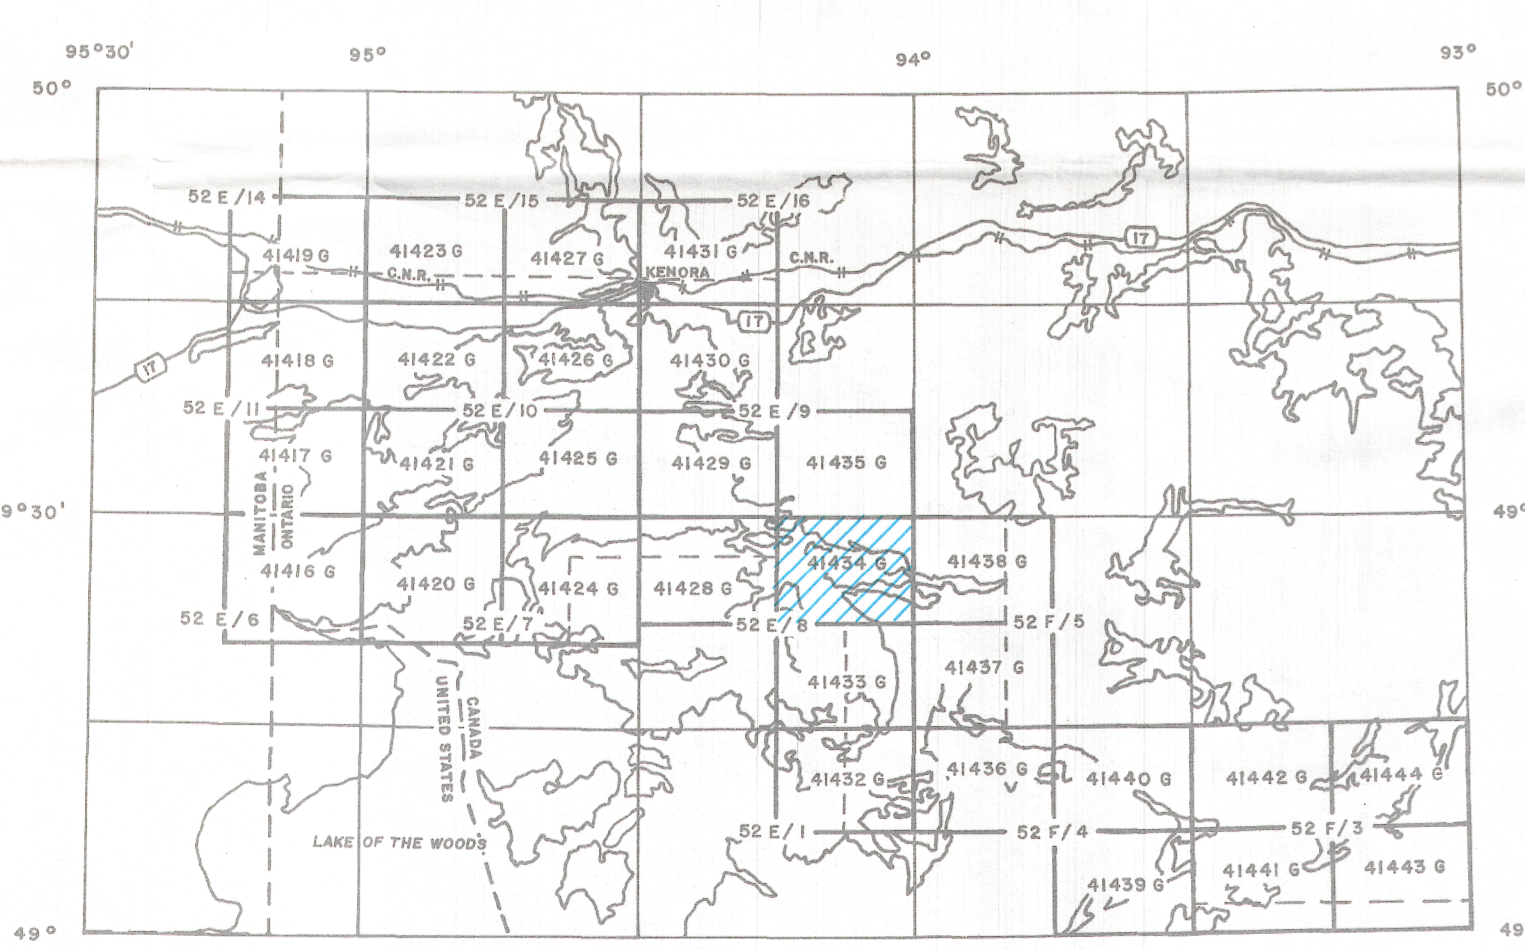 95°30' 95° 94° 93°
50° 50°
52 E/14 52 E/15 52 E/16
41419 G 41423 G 41427 G 41431 G
C.N.R. KENORA C.N.R. 17
17
17
41418 G 41422 G 41426 G 41430 G
52 E/11 52 E/10 52 E/9
41417 G 41421 G 41425 G 41429 G 41435 G
MANITOBA
ONTARIO
9°30' 49°
41416 G 41420 G 41424 G 41428 G 41434 G 41438 G
52 E/6 52 E/7 52 E/8 52 F/5
41433 G 41437 G
CANADA
UNITED STATES
41432 G 41436 G 41440 G 41442 G 41444 G
LAKE OF THE WOODS
52 E/1 52 F/4 52 F/3
41439 G 41441 G 41443 G
49° 49